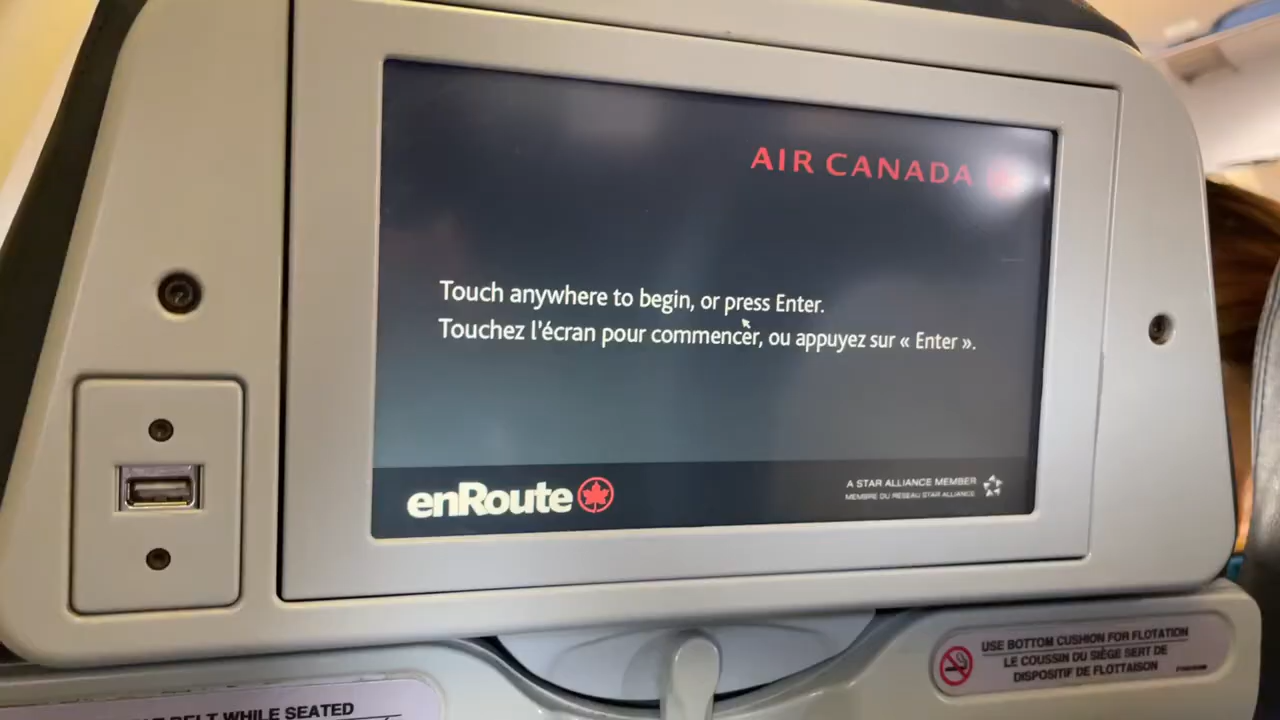 AIR CANADA
Touch anywhere to begin, or press Enter.
Touchez l'écran pour commencer, ou appuyez sur « Enter ».
enRoute
A STAR ALLIANCE MEMBER
MEMBRE DU RESEAU STAR ALLIANCE
USE BOTTOM CUSHION FOR FLOTATION
LE COUSSIN DU SIÈGE SERT DE
DISPOSITIF DE FLOTTAISON
BELT WHILE SEATED